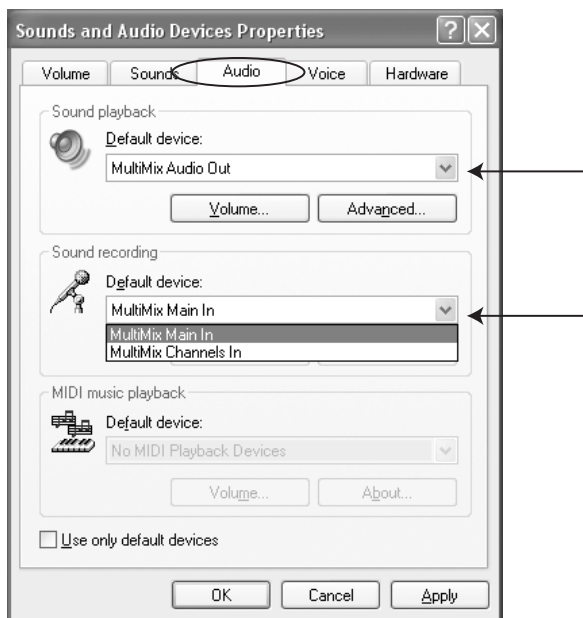 Sounds and Audio Devices Properties
Volume Sounds Audio Voice Hardware
Sound playback
Default device:
MultiMix Audio Out
Volume... Advanced...
Sound recording
Default device:
MultiMix Main In
MultiMix Main In
MultiMix Channels In
MIDI music playback
Default device:
No MIDI Playback Devices
Volume... About...
Use only default devices
OK Cancel Apply